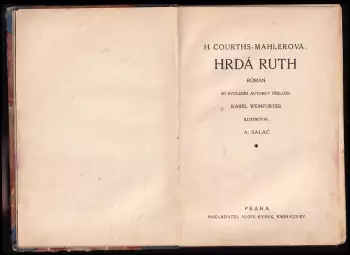 H. COURTHS-MAHLEROVÁ:
HRDÁ RUTH
ROMÁN
SE SVOLENÍM AUTORKY PŘELOŽIL
KAREL WEINFURTER
ILUSTROVAL
A. SALAČ
PRAHA
NAKLADATEL ALOIS HYNEK, KNIHKUPEC.